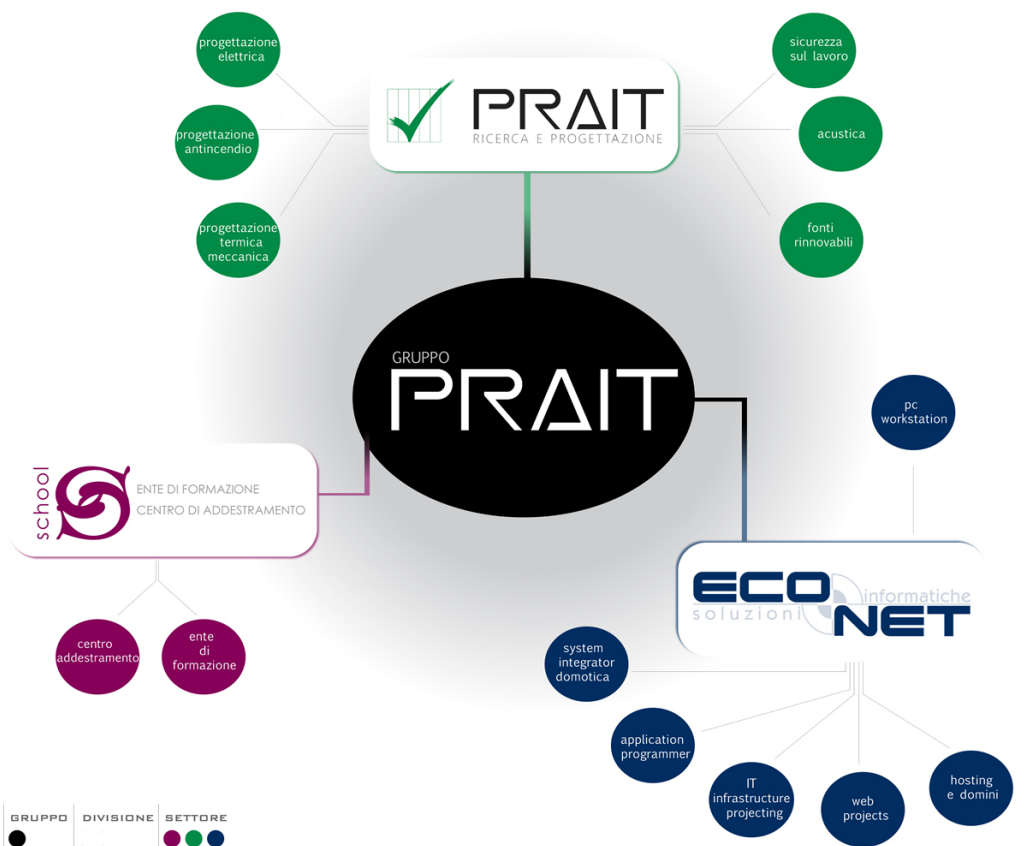 progettazione
elettrica
progettazione
antincendio
progettazione
termica
meccanica
PRAIT
RICERCA E PROGETTAZIONE
sicurezza
sul lavoro
acustica
fonti
rinnovabili
GRUPPO
PRAIT
school
ENTE DI FORMAZIONE
CENTRO DI ADDESTRAMENTO
centro
addestramento
ente
di
formazione
pc
workstation
ECO
informatiche
soluzioni
NET
system
integrator
domotica
application
programmer
IT
infrastructure
projecting
web
projects
hosting
e domini
GRUPPO DIVISIONE SETTORE